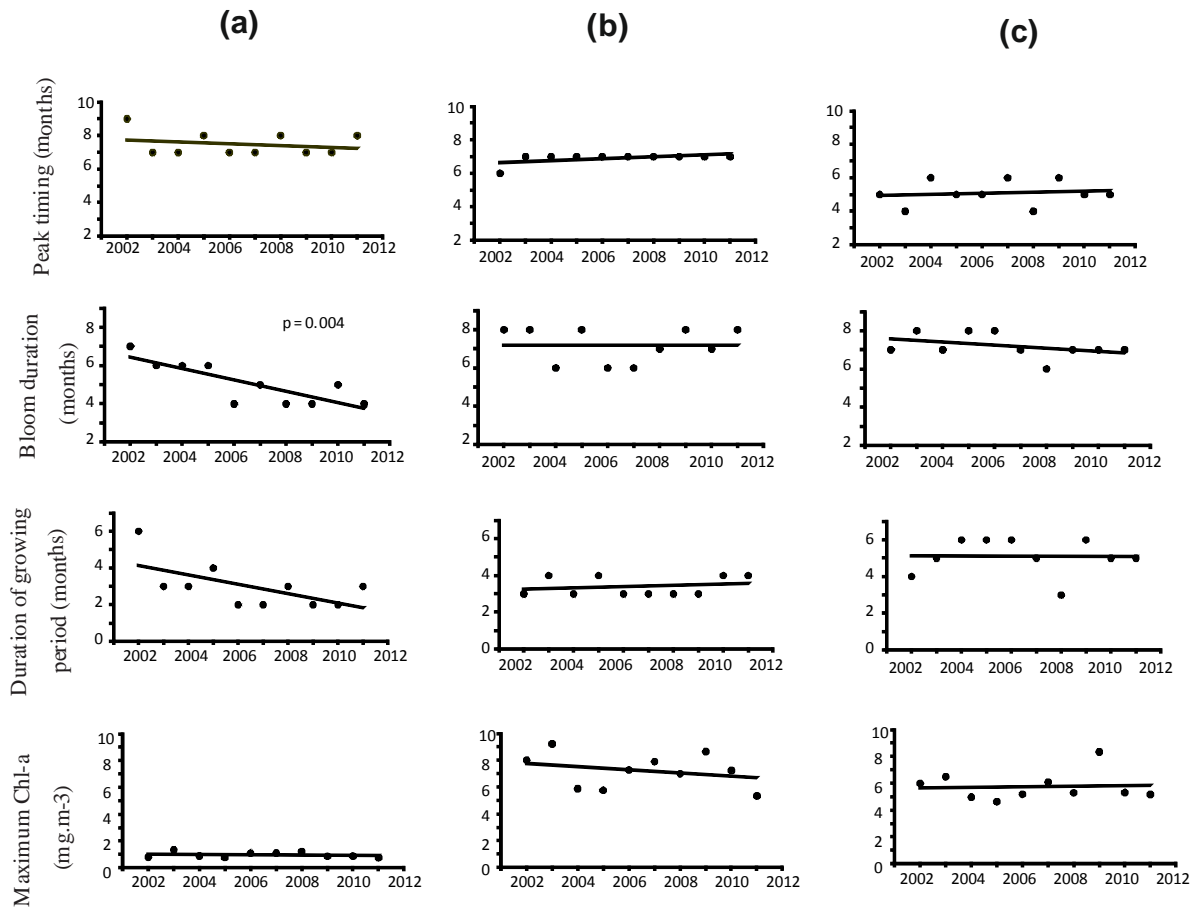 (a) (b) (c)
Peak timing (months)
10 8 6 4 2
2002 2004 2006 2008 2010 2012
10 8 6 4 2
2002 2004 2006 2008 2010 2012
10 8 6 4 2
2002 2004 2006 2008 2010 2012
Bloom duration
(months)
8 6 4 2
p = 0.004
2002 2004 2006 2008 2010 2012
8 6 4 2
2002 2004 2006 2008 2010 2012
8 6 4 2
2002 2004 2006 2008 2010 2012
Duration of growing
period (months)
6 4 2 0
2002 2004 2006 2008 2010 2012
6 4 2 0
2002 2004 2006 2008 2010 2012
6 4 2 0
2002 2004 2006 2008 2010 2012
Maximum Chl-a
(mg.m-3)
10 8 6 4 2 0
2002 2004 2006 2008 2010 2012
10 8 6 4 2 0
2002 2004 2006 2008 2010 2012
10 8 6 4 2 0
2002 2004 2006 2008 2010 2012